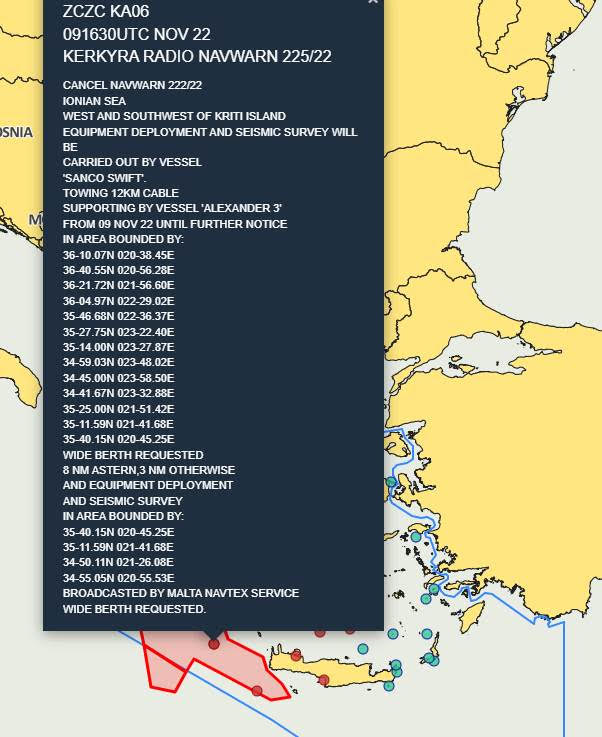 ZCZC KA06
091630UTC NOV 22
KERKYRA RADIO NAVWARN 225/22
CANCEL NAVWARN 222/22
IONIAN SEA
WEST AND SOUTHWEST OF KRITI ISLAND
EQUIPMENT DEPLOYMENT AND SEISMIC SURVEY WILL
BE
CARRIED OUT BY VESSEL
'SANCO SWIFT'.
TOWING 12KM CABLE
SUPPORTING BY VESSEL 'ALEXANDER 3'
FROM 09 NOV 22 UNTIL FURTHER NOTICE
IN AREA BOUNDED BY:
36-10.07N 020-38.45E
36-40.55N 020-56.28E
36-21.72N 021-56.60E
36-04.97N 022-29.02E
35-46.68N 022-36.37E
35-27.75N 023-22.40E
35-14.00N 023-27.87E
34-59.03N 023-48.02E
34-45.00N 023-58.50E
34-41.67N 023-32.88E
35-25.00N 021-51.42E
35-11.59N 021-41.68E
35-40.15N 020-45.25E
WIDE BERTH REQUESTED
8 NM ASTERN,3 NM OTHERWISE
AND EQUIPMENT DEPLOYMENT
AND SEISMIC SURVEY
IN AREA BOUNDED BY:
35-40.15N 020-45.25E
35-11.59N 021-41.68E
34-50.11N 021-26.08E
34-55.05N 020-55.53E
BROADCASTED BY MALTA NAVTEX SERVICE
WIDE BERTH REQUESTED.
OSNIA
M